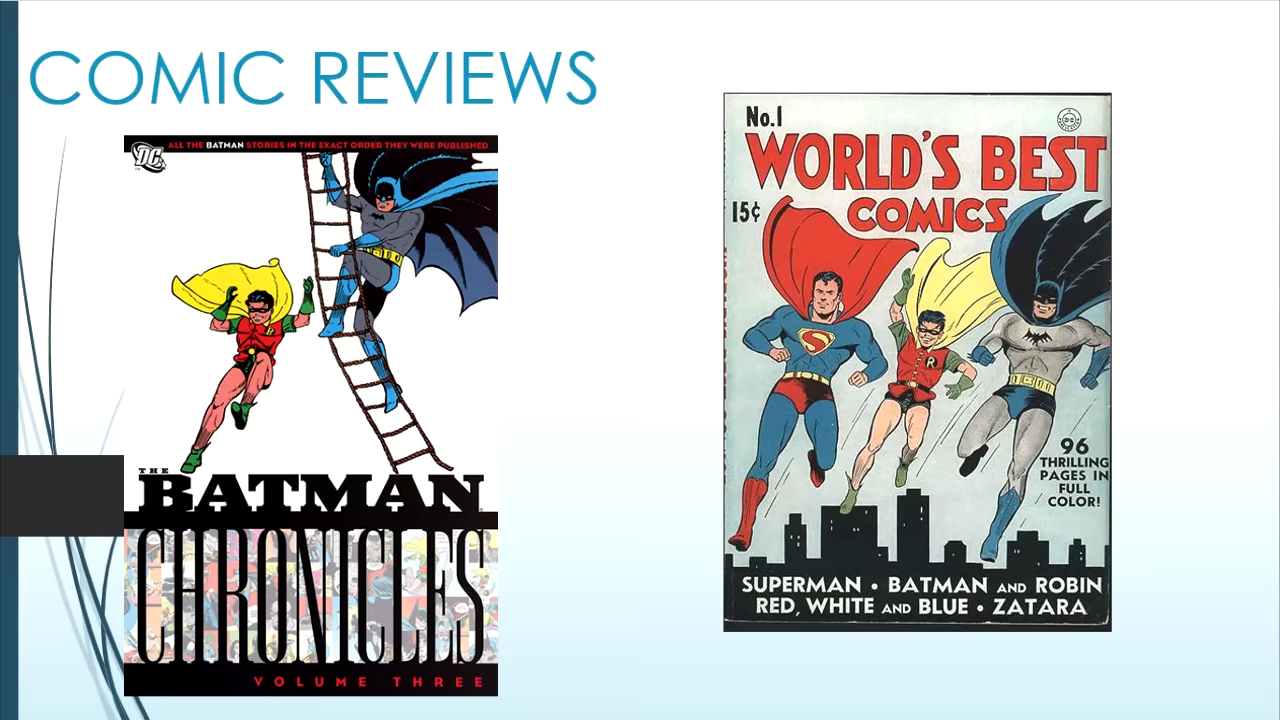 COMIC REVIEWS
DC
ALL THE BATMAN STORIES IN THE EXACT ORDER THEY WERE PUBLISHED
R
THE
BATMAN
CHRONICLES
VOLUME THREE
No.1
DC
WORLD'S BEST
COMICS
15¢
S
R
96
THRILLING
PAGES IN
FULL
COLOR!
SUPERMAN • BATMAN AND ROBIN
RED, WHITE AND BLUE • ZATARA